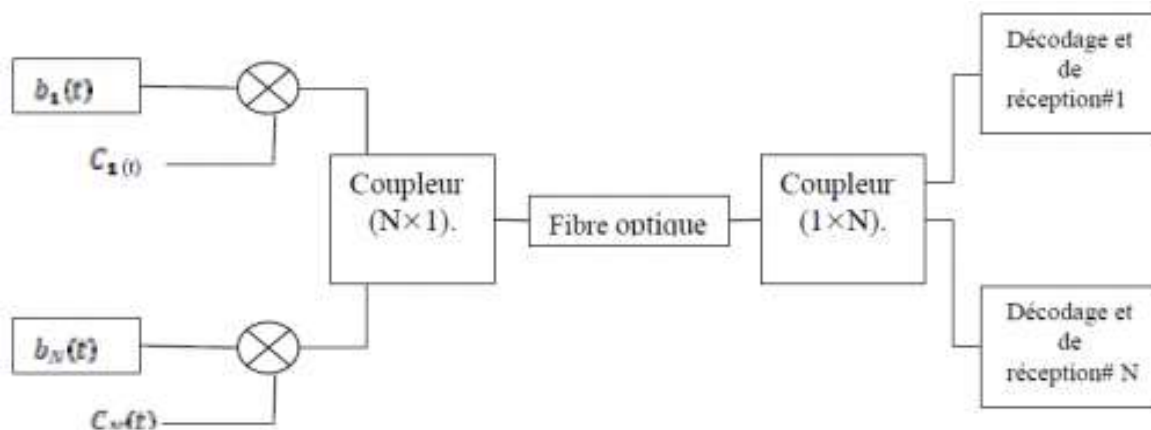 b₁(t)
C₁(t)
Coupleur
(N×1).
b_N(t)
C_N(t)
Fibre optique
Coupleur
(1×N).
Décodage et
de
réception#1
Décodage et
de
réception# N